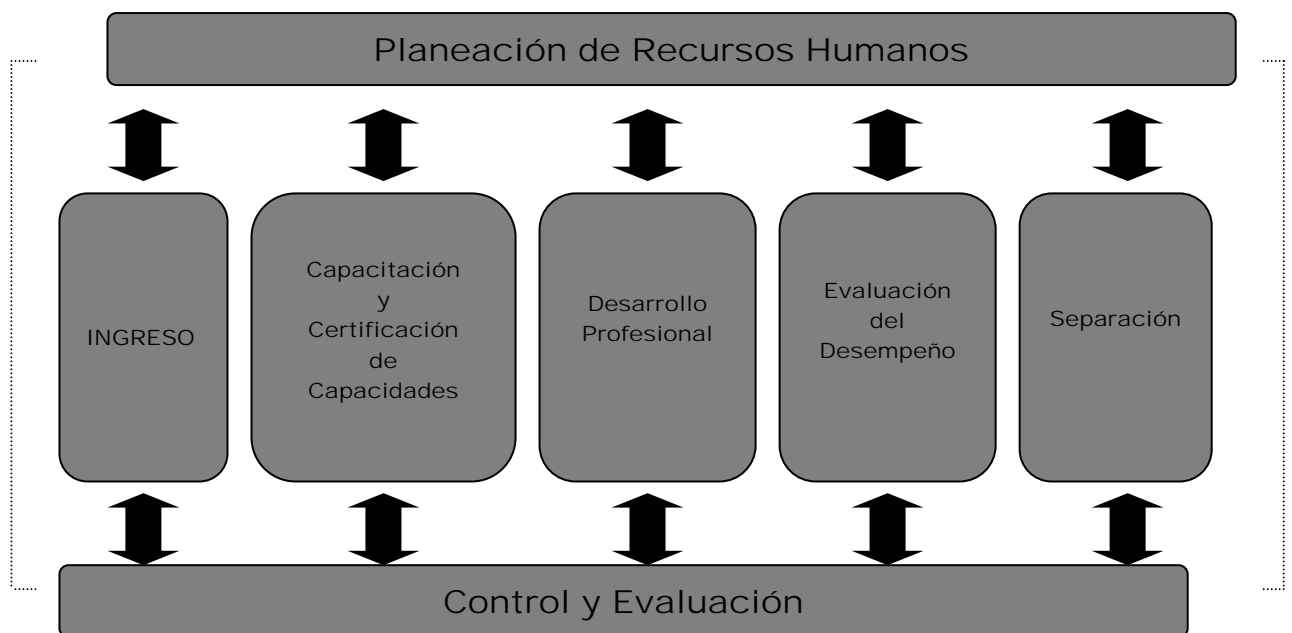 Planeación de Recursos Humanos
INGRESO
Capacitación
y
Certificación
de
Capacidades
Desarrollo
Profesional
Evaluación
del
Desempeño
Separación
Control y Evaluación